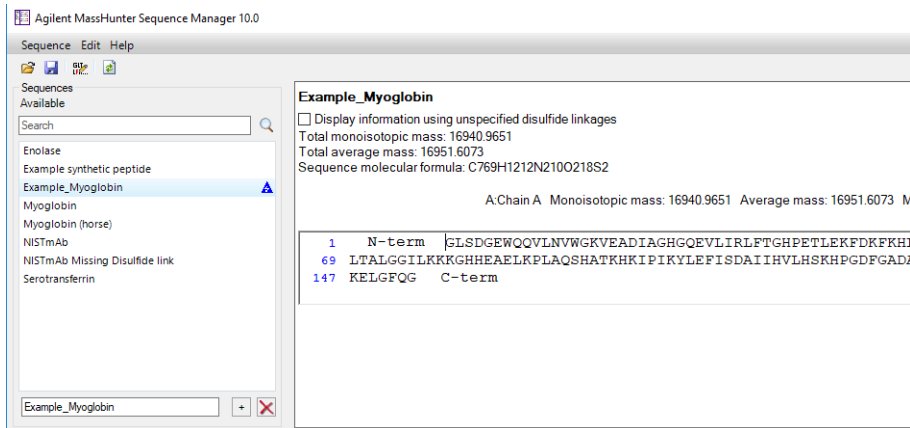 Agilent MassHunter Sequence Manager 10.0
Sequence Edit Help
Sequences
Available
Search
Enolase
Example synthetic peptide
Example_Myoglobin
Myoglobin
Myoglobin (horse)
NISTmAb
NISTmAb Missing Disulfide link
Serotransferrin
Example_Myoglobin
+
Example_Myoglobin
Display information using unspecified disulfide linkages
Total monoisotopic mass: 16940.9651
Total average mass: 16951.6073
Sequence molecular formula: C769H1212N210O218S2
A:Chain A Monoisotopic mass: 16940.9651 Average mass: 16951.6073 M
1 N-term GLSDGEWQQVLNVWGKVEADIAGHGQEVLIRLFTGHPETLEKFDKFKH
69 LTALGGILKKKGHHEAELKPLAQSHATKHKIPIKYLEFISDAIIHVLHSKHPGDFGAD
147 KELGFQG C-term